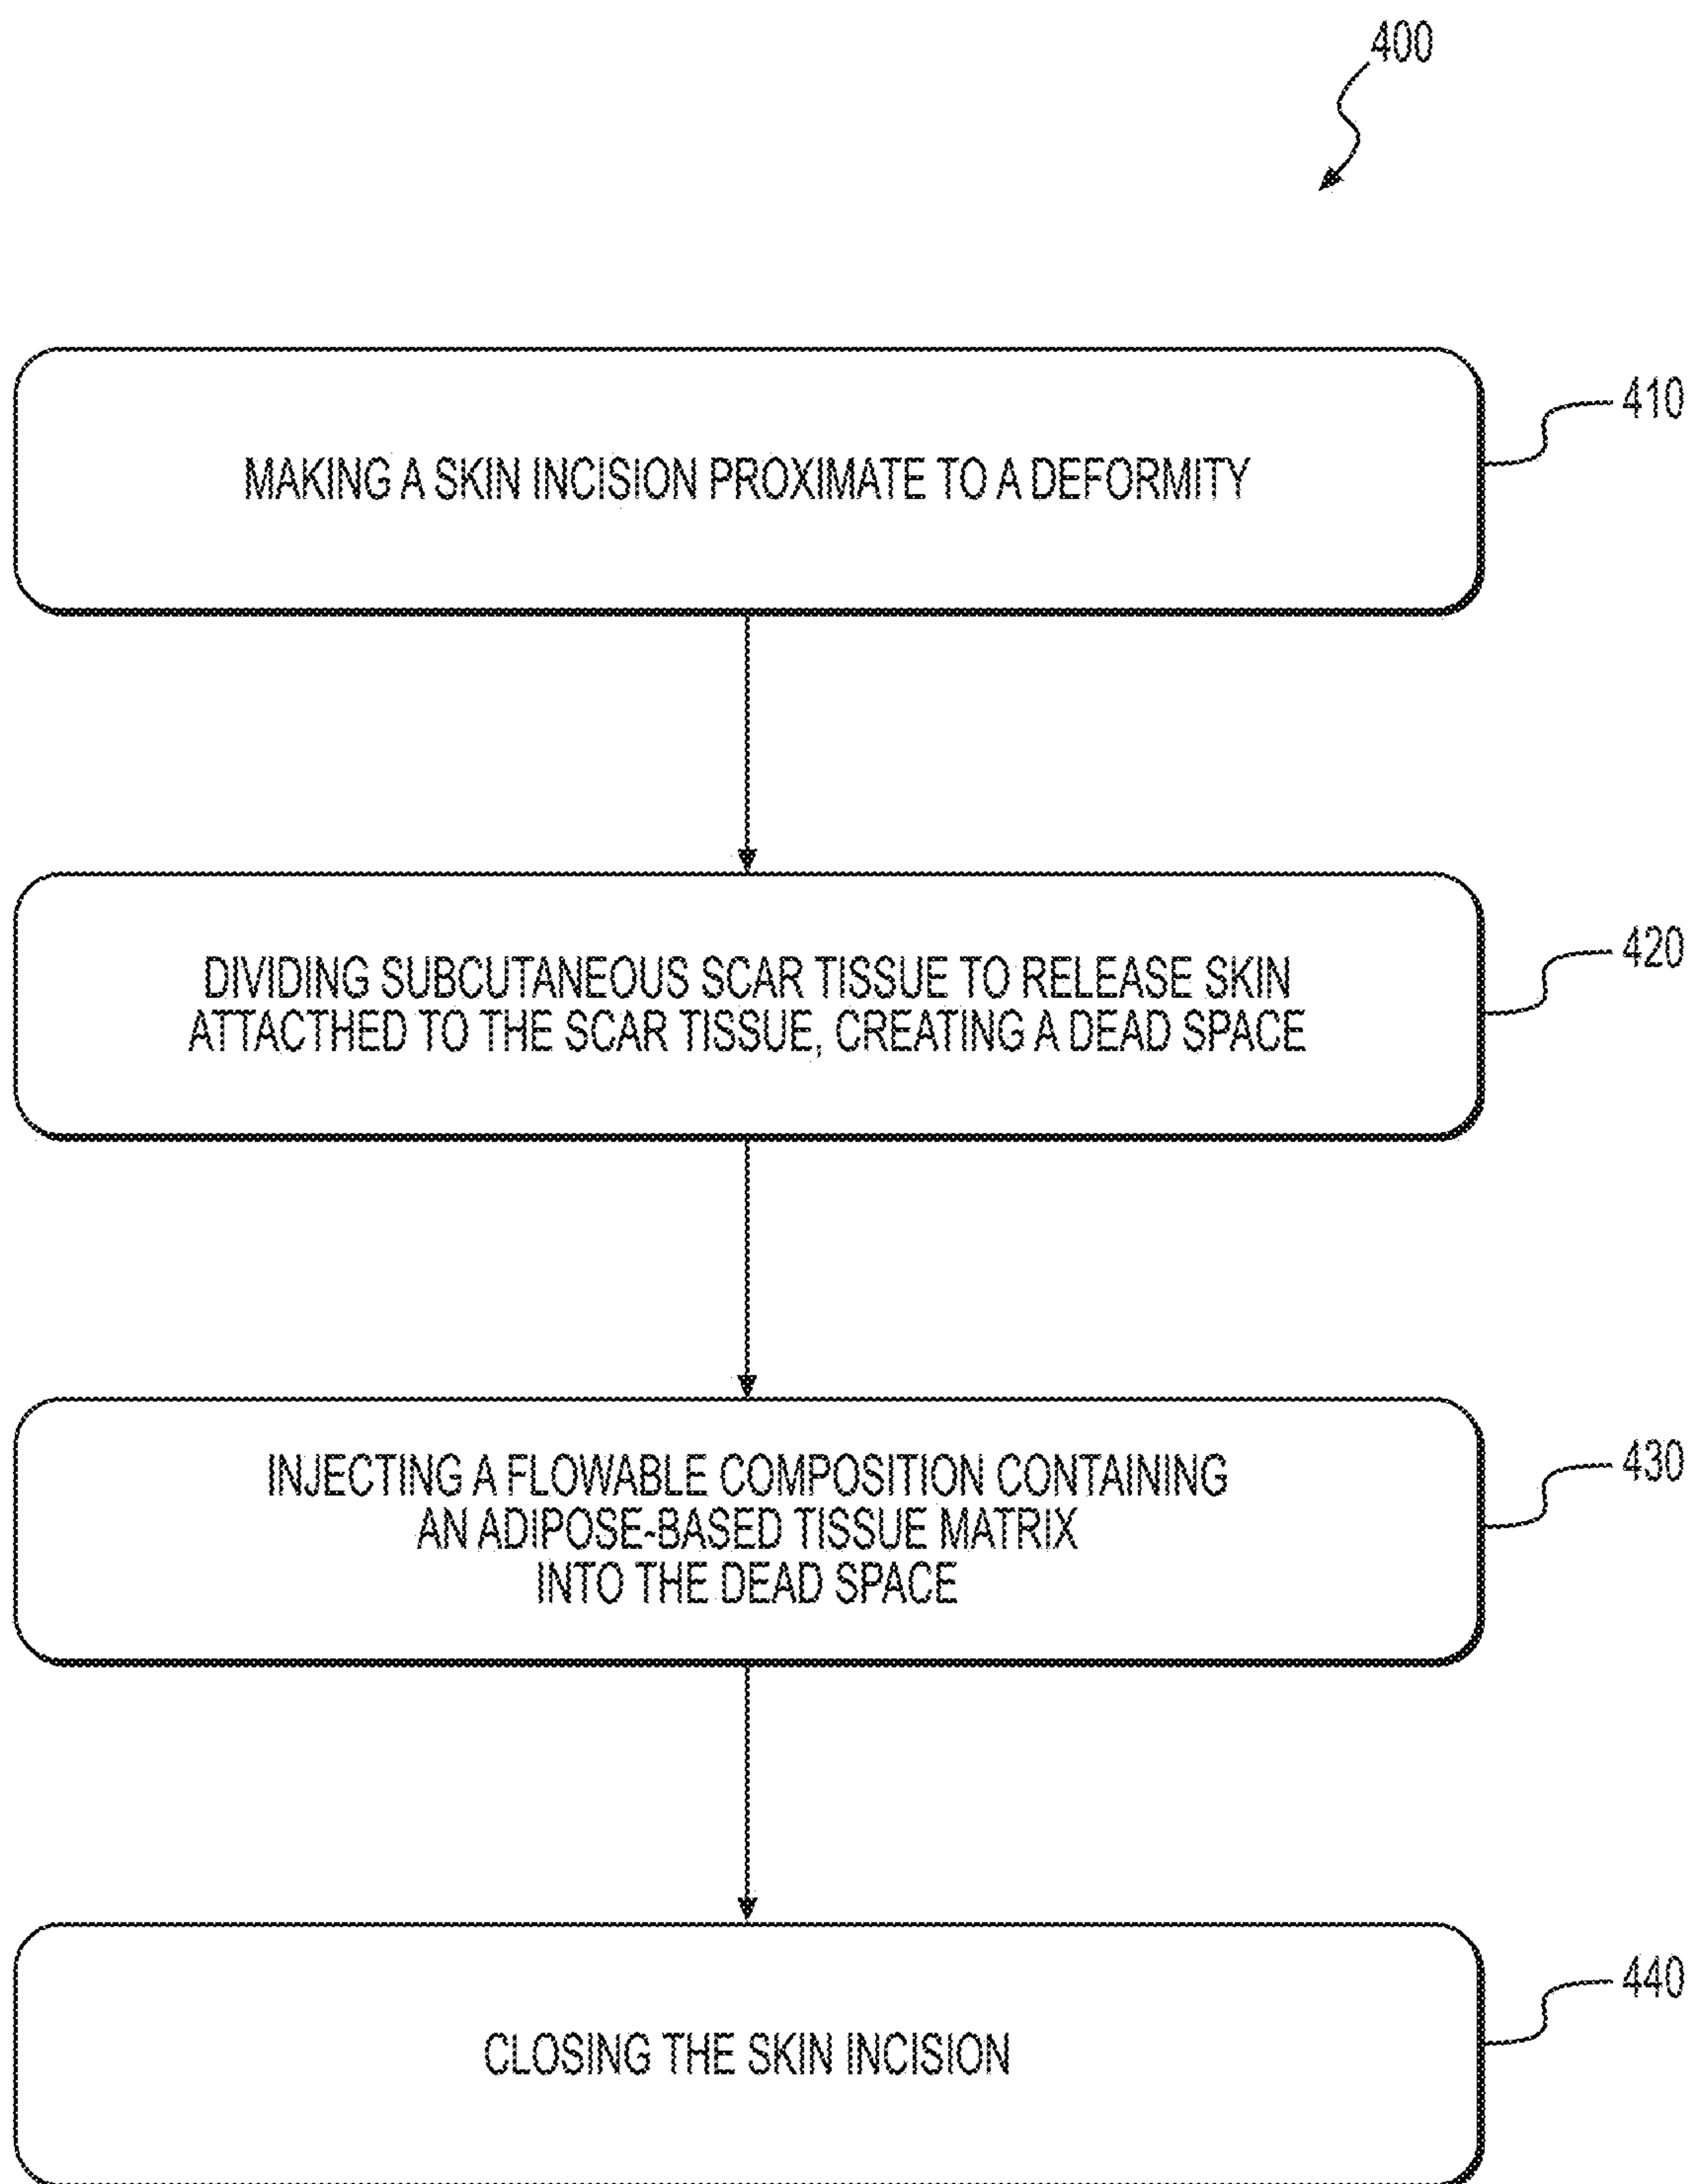 400
MAKING A SKIN INCISION PROXIMATE TO A DEFORMITY
410
DIVIDING SUBCUTANEOUS SCAR TISSUE TO RELEASE SKIN
ATTACTHED TO THE SCAR TISSUE, CREATING A DEAD SPACE
420
INJECTING A FLOWABLE COMPOSITION CONTAINING
AN ADIPOSE-BASED TISSUE MATRIX
INTO THE DEAD SPACE
430
CLOSING THE SKIN INCISION
440